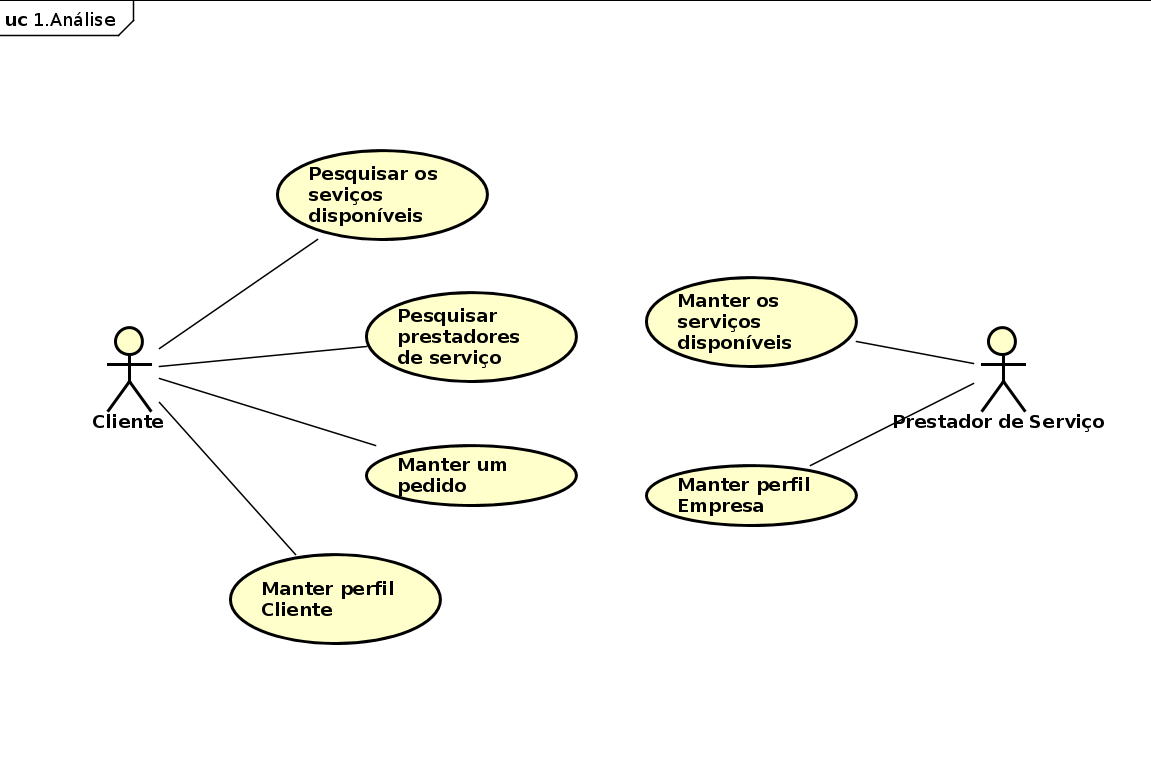 uc 1.Análise
Pesquisar os
seviços
disponíveis
Pesquisar
prestadores
de serviço
Manter os
serviços
disponíveis
Cliente
Prestador de Serviço
Manter um
pedido
Manter perfil
Empresa
Manter perfil
Cliente